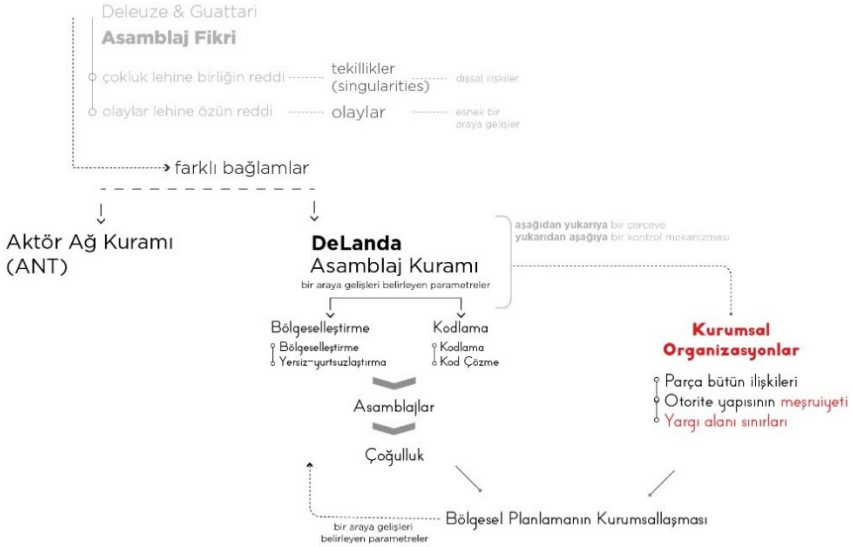 Deleuze & Guattari
Asamblaj Fikri
çokluk lehine birliğin reddi
tekillikler
(singularities)
dışsal ilişkiler
olaylar lehine özün reddi
olaylar
esnek bir
araya gelişler
farklı bağlamlar
Aktör Ağ Kuramı
(ANT)
DeLanda
Asamblaj Kuramı
bir araya gelişleri belirleyen parametreler
aşağıdan yukarıya bir çerçeve
yukarıdan aşağıya bir kontrol mekanizması
Bölgeselleştirme
Bölgeselleştirme
Yersiz-yurtsuzlaştırma
Kodlama
Kodlama
Kod Çözme
Asamblajlar
Çoğulluk
Kurumsal
Organizasyonlar
Parça bütün ilişkileri
Otorite yapısının meşruiyeti
Yargı alanı sınırları
Bölgesel Planlamanın Kurumsallaşması
bir araya gelişleri
belirleyen parametreler